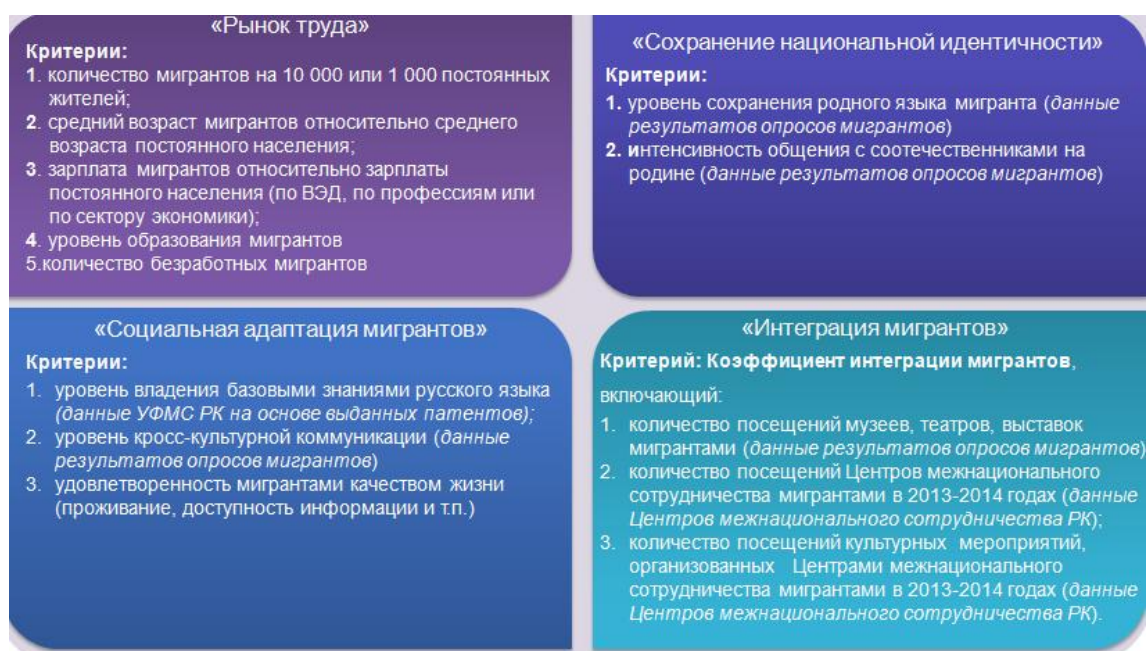 «Рынок труда»
Критерии:
1. количество мигрантов на 10 000 или 1 000 постоянных
жителей;
2. средний возраст мигрантов относительно среднего
возраста постоянного населения;
3. зарплата мигрантов относительно зарплаты
постоянного населения (по ВЭД, по профессиям или
по сектору экономики);
4. уровень образования мигрантов
5.количество безработных мигрантов
«Сохранение национальной идентичности»
Критерии:
1. уровень сохранения родного языка мигранта (данные
результатов опросов мигрантов)
2. интенсивность общения с соотечественниками на
родине (данные результатов опросов мигрантов)
«Социальная адаптация мигрантов»
Критерии:
1. уровень владения базовыми знаниями русского языка
(данные УФМС РК на основе выданных патентов);
2. уровень кросс-культурной коммуникации (данные
результатов опросов мигрантов)
3. удовлетворенность мигрантами качеством жизни
(проживание, доступность информации и т.п.)
«Интеграция мигрантов»
Критерий: Коэффициент интеграции мигрантов,
включающий:
1. количество посещений музеев, театров, выставок
мигрантами (данные результатов опросов мигрантов)
2. количество посещений Центров межнационального
сотрудничества мигрантами в 2013-2014 годах (данные
Центров межнационального сотрудничества РК);
3. количество посещений культурных мероприятий,
организованных Центрами межнационального
сотрудничества мигрантами в 2013-2014 годах (данные
Центров межнационального сотрудничества РК).